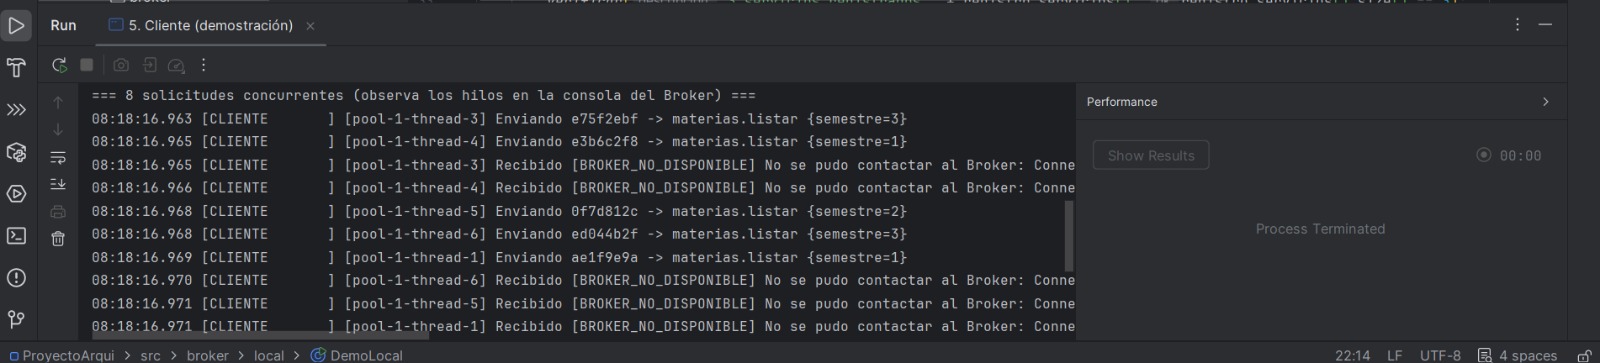 Run
5. Cliente (demostración)
=== 8 solicitudes concurrentes (observa los hilos en la consola del Broker) ===
08:18:16.963 [CLIENTE       ] [pool-1-thread-3] Enviando e75f2ebf -> materias.listar {semestre=3}
08:18:16.965 [CLIENTE       ] [pool-1-thread-4] Enviando e3b6c2f8 -> materias.listar {semestre=1}
08:18:16.965 [CLIENTE       ] [pool-1-thread-3] Recibido [BROKER_NO_DISPONIBLE] No se pudo contactar al Broker: Conne
08:18:16.966 [CLIENTE       ] [pool-1-thread-4] Recibido [BROKER_NO_DISPONIBLE] No se pudo contactar al Broker: Conne
08:18:16.968 [CLIENTE       ] [pool-1-thread-5] Enviando 0f7d812c -> materias.listar {semestre=2}
08:18:16.968 [CLIENTE       ] [pool-1-thread-6] Enviando ed044b2f -> materias.listar {semestre=3}
08:18:16.969 [CLIENTE       ] [pool-1-thread-1] Enviando ae1f9e9a -> materias.listar {semestre=1}
08:18:16.970 [CLIENTE       ] [pool-1-thread-6] Recibido [BROKER_NO_DISPONIBLE] No se pudo contactar al Broker: Conne
08:18:16.971 [CLIENTE       ] [pool-1-thread-5] Recibido [BROKER_NO_DISPONIBLE] No se pudo contactar al Broker: Conne
08:18:16.971 [CLIENTE       ] [pool-1-thread-1] Recibido [BROKER_NO_DISPONIBLE] No se pudo contactar al Broker: Conne
Performance
Show Results
00:00
Process Terminated
ProyectoArqui > src > broker > local > DemoLocal
22:14 LF UTF-8 4 spaces